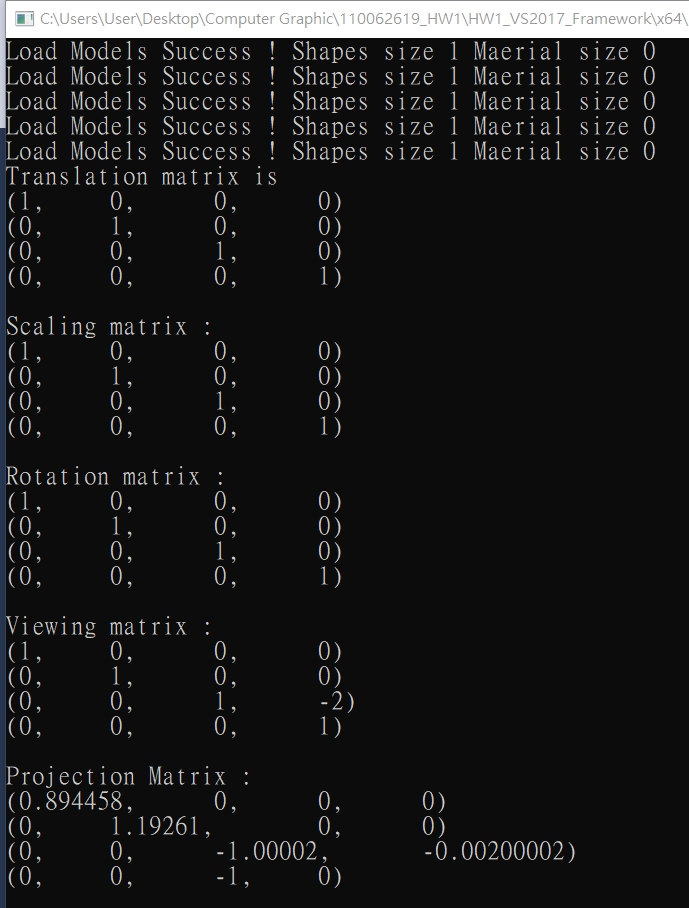 C:\Users\User\Desktop\Computer Graphic\110062619_HW1\HW1_VS2017_Framework\x64\
Load Models Success ! Shapes size 1 Maerial size 0
Load Models Success ! Shapes size 1 Maerial size 0
Load Models Success ! Shapes size 1 Maerial size 0
Load Models Success ! Shapes size 1 Maerial size 0
Load Models Success ! Shapes size 1 Maerial size 0
Translation matrix is
(1, 0, 0, 0)
(0, 1, 0, 0)
(0, 0, 1, 0)
(0, 0, 0, 1)
Scaling matrix :
(1, 0, 0, 0)
(0, 1, 0, 0)
(0, 0, 1, 0)
(0, 0, 0, 1)
Rotation matrix :
(1, 0, 0, 0)
(0, 1, 0, 0)
(0, 0, 1, 0)
(0, 0, 0, 1)
Viewing matrix :
(1, 0, 0, 0)
(0, 1, 0, 0)
(0, 0, 1, -2)
(0, 0, 0, 1)
Projection Matrix :
(0.894458, 0, 0, 0)
(0, 1.19261, 0, 0)
(0, 0, -1.00002, -0.00200002)
(0, 0, -1, 0)